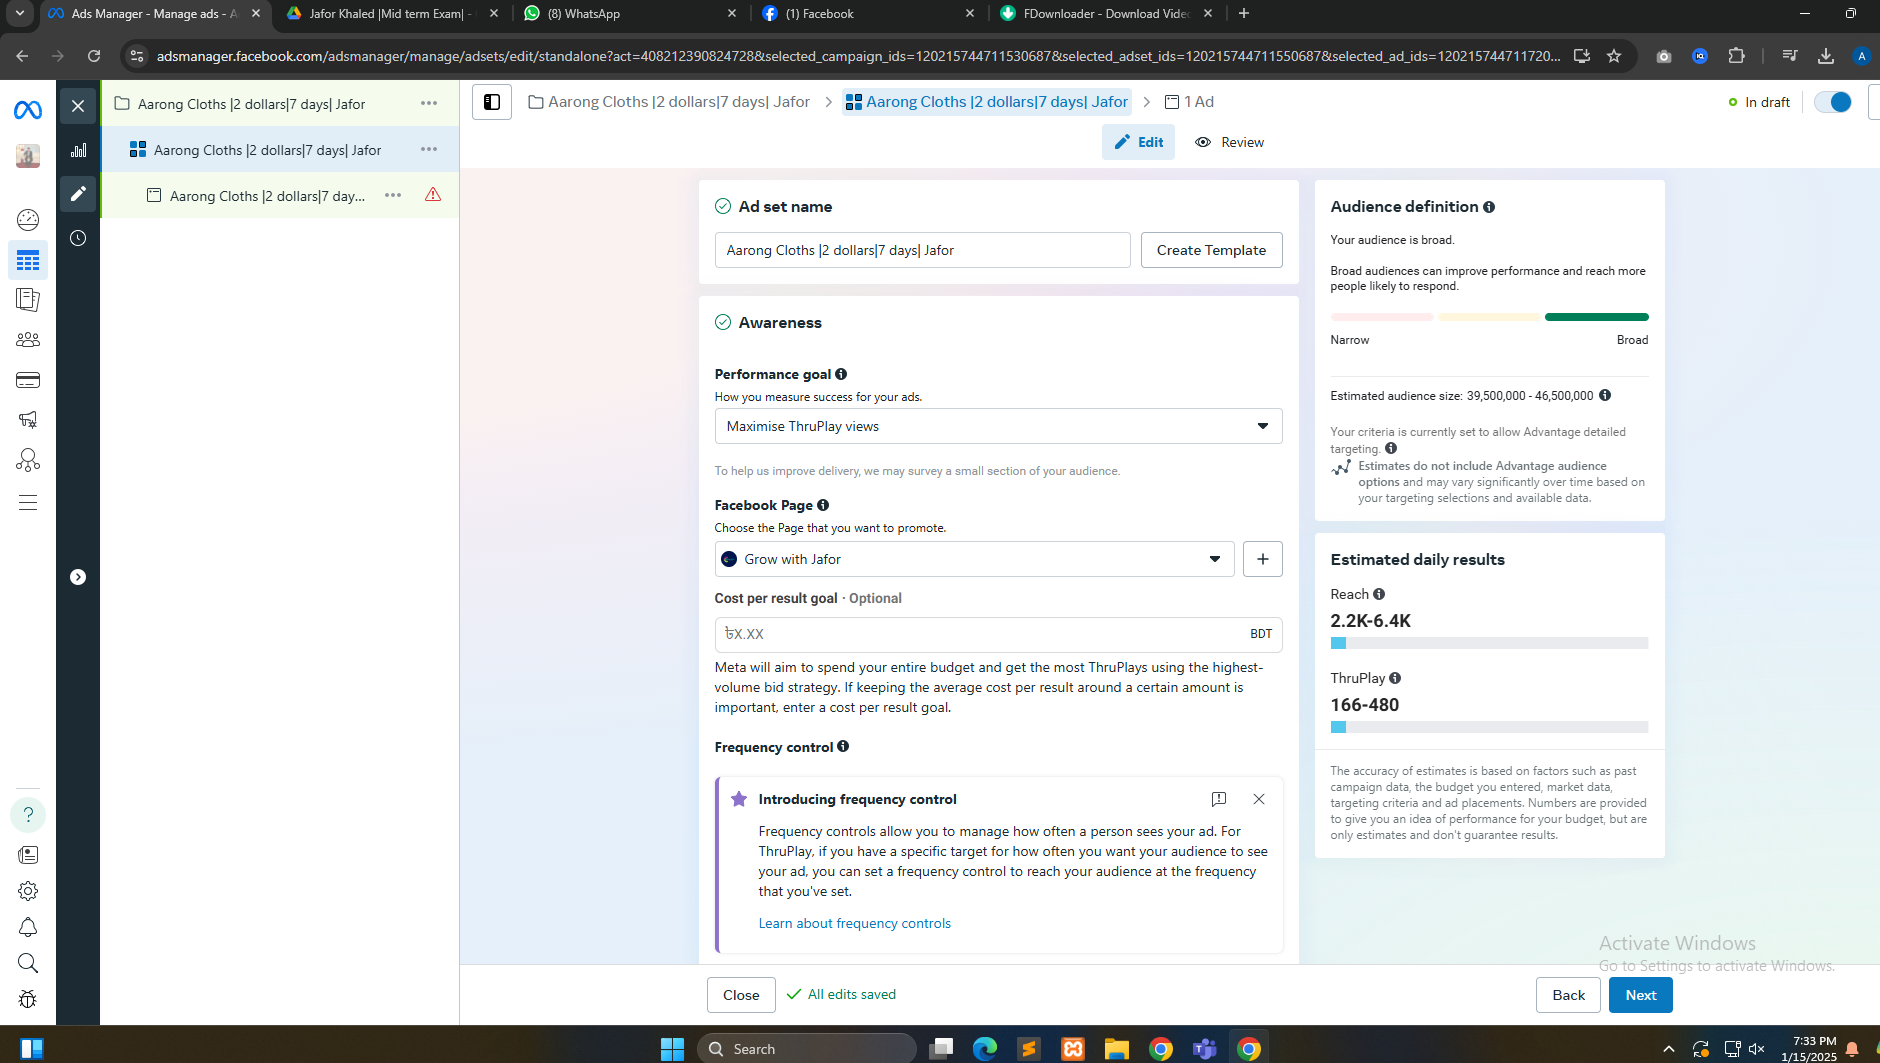 Ads Manager - Manage ads - A
Jafor Khaled |Mid term Exam| -
(8) WhatsApp
(1) Facebook
FDownloader - Download Vide
adsmanager.facebook.com/adsmanager/manage/adsets/edit/standalone?act=408212390824728&selected_campaign_ids=120215744711530687&selected_adset_ids=120215744711550687&selected_ad_ids=120215744711720...
A
Aarong Cloths |2 dollars|7 days| Jafor
Aarong Cloths |2 dollars|7 days| Jafor
Aarong Cloths |2 dollars|7 day...
Aarong Cloths |2 dollars|7 days| Jafor
Aarong Cloths |2 dollars|7 days| Jafor
1 Ad
In draft
Edit
Review
Ad set name
Aarong Cloths |2 dollars|7 days| Jafor
Create Template
Awareness
Performance goal
How you measure success for your ads.
Maximise ThruPlay views
To help us improve delivery, we may survey a small section of your audience.
Facebook Page
Choose the Page that you want to promote.
Grow with Jafor
Cost per result goal · Optional
৳X.XX
BDT
Meta will aim to spend your entire budget and get the most ThruPlays using the highest-
volume bid strategy. If keeping the average cost per result around a certain amount is
important, enter a cost per result goal.
Frequency control
Introducing frequency control
Frequency controls allow you to manage how often a person sees your ad. For
ThruPlay, if you have a specific target for how often you want your audience to see
your ad, you can set a frequency control to reach your audience at the frequency
that you've set.
Learn about frequency controls
Close
All edits saved
Back
Next
Audience definition
Your audience is broad.
Broad audiences can improve performance and reach more
people likely to respond.
Narrow
Broad
Estimated audience size: 39,500,000 - 46,500,000
Your criteria is currently set to allow Advantage detailed
targeting.
Estimates do not include Advantage audience
options and may vary significantly over time based on
your targeting selections and available data.
Estimated daily results
Reach
2.2K-6.4K
ThruPlay
166-480
The accuracy of estimates is based on factors such as past
campaign data, the budget you entered, market data,
targeting criteria and ad placements. Numbers are provided
to give you an idea of performance for your budget, but are
only estimates and don't guarantee results.
Activate Windows
Go to Settings to activate Windows.
Search
7:33 PM
1/15/2025